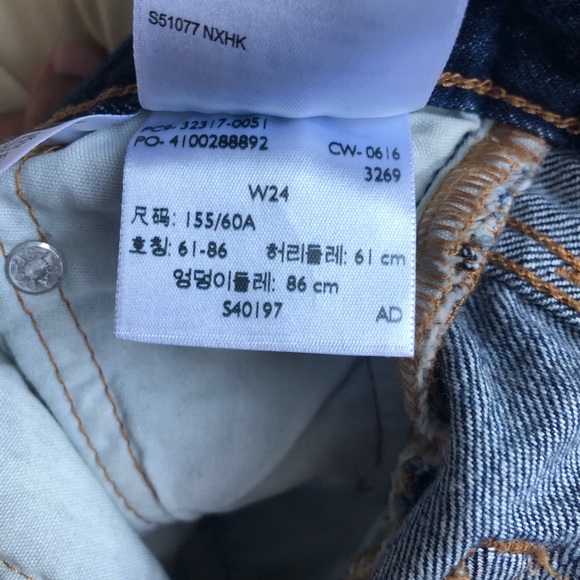 S51077 NXHK
PC9-32317-0051
PO-4100288892 CW-0616
3269
W24
尺码: 155/60A
호칭: 61-86 허리둘레: 61 cm
엉덩이둘레: 86 cm
S40197 AD